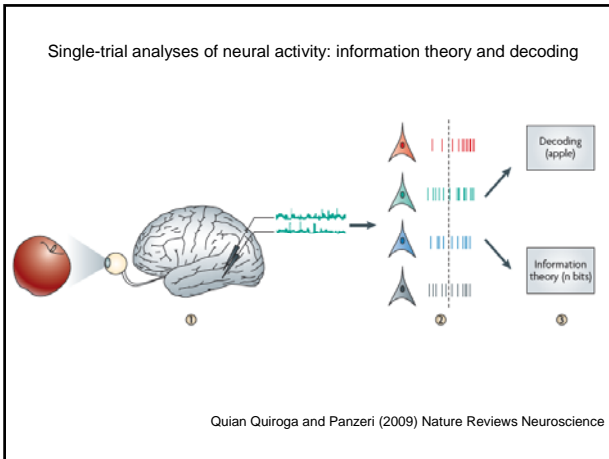 Single-trial analyses of neural activity: information theory and decoding
Decoding
(apple)
Information
theory (n bits)
①
②
③
Quian Quiroga and Panzeri (2009) Nature Reviews Neuroscience